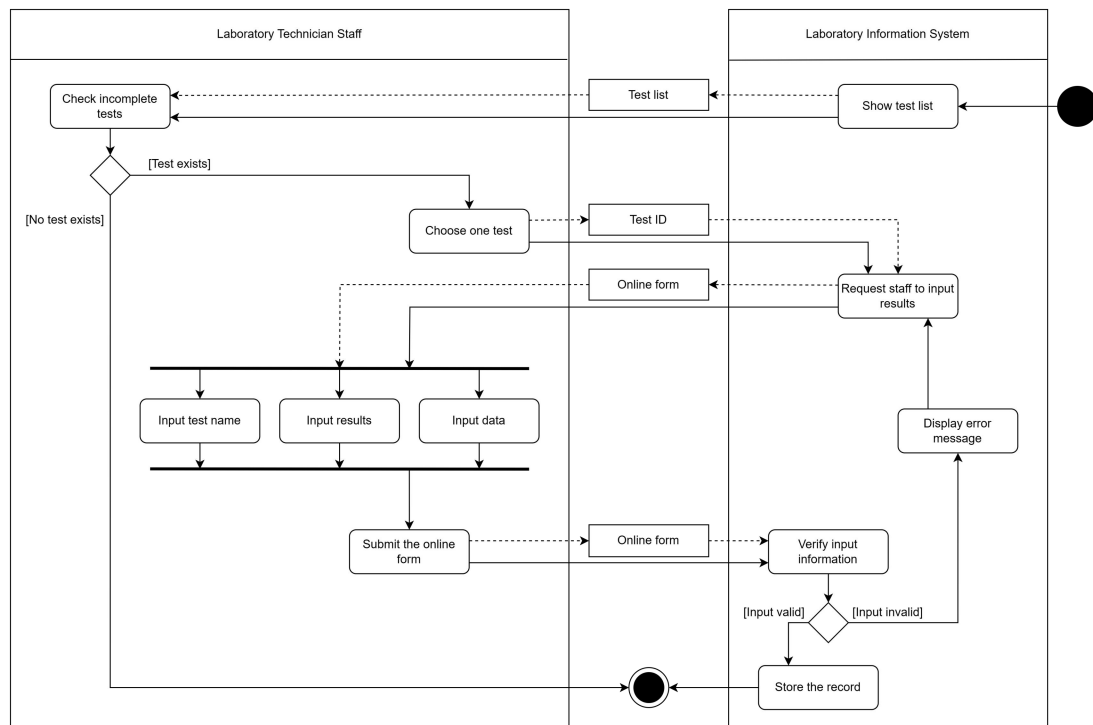 Laboratory Technician Staff
Laboratory Information System
Check incomplete
tests
Test list
Show test list
[Test exists]
[No test exists]
Choose one test
Test ID
Online form
Request staff to input
results
Input test name
Input results
Input data
Display error
message
Submit the online
form
Online form
Verify input
information
[Input valid]
[Input invalid]
Store the record